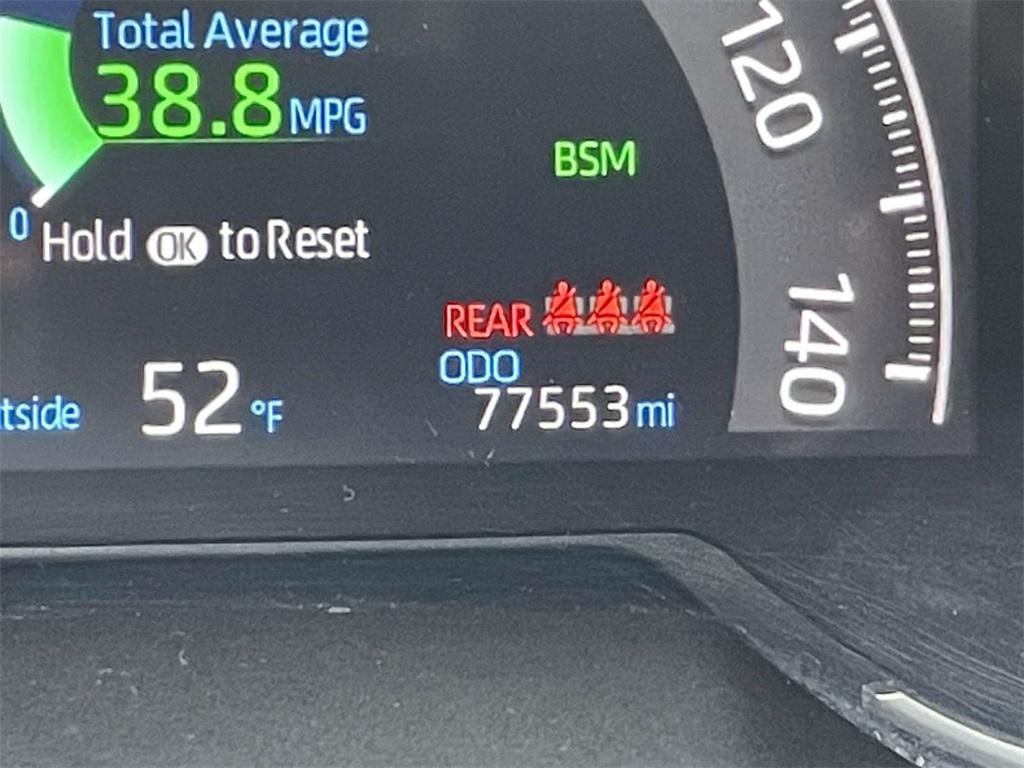 Total Average
38.8 MPG
BSM
0
Hold OK to Reset
REAR
ODO
77553 mi
tside 52 °F
120
140